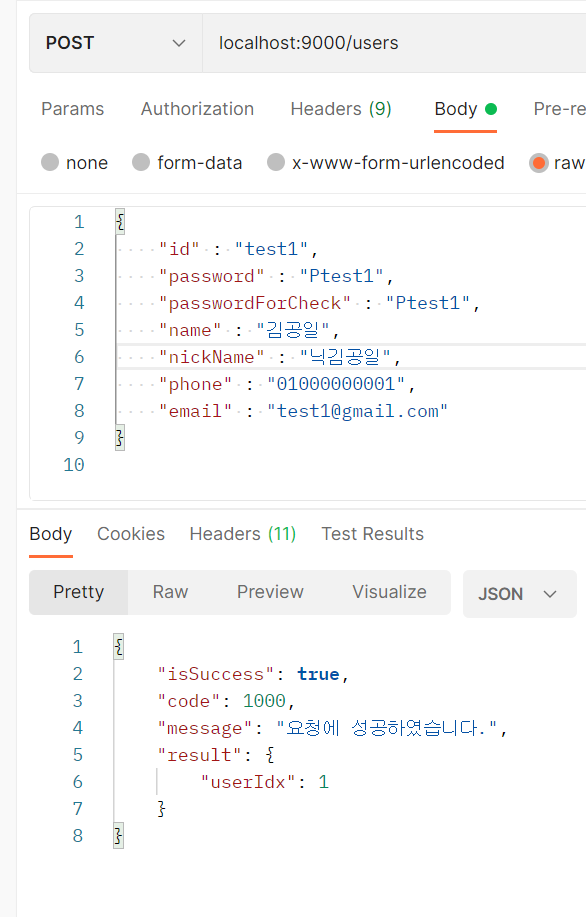 POST localhost:9000/users
Params Authorization Headers (9) Body Pre-re
none form-data x-www-form-urlencoded raw
1 {
2 "id" : "test1",
3 "password" : "Ptest1",
4 "passwordForCheck" : "Ptest1",
5 "name" : "김공일",
6 "nickName" : "닉김공일",
7 "phone" : "01000000001",
8 "email" : "test1@gmail.com"
9 }
10
Body Cookies Headers (11) Test Results
Pretty Raw Preview Visualize JSON
1 {
2 "isSuccess": true,
3 "code": 1000,
4 "message": "요청에 성공하였습니다.",
5 "result": {
6 "userIdx": 1
7 }
8 }